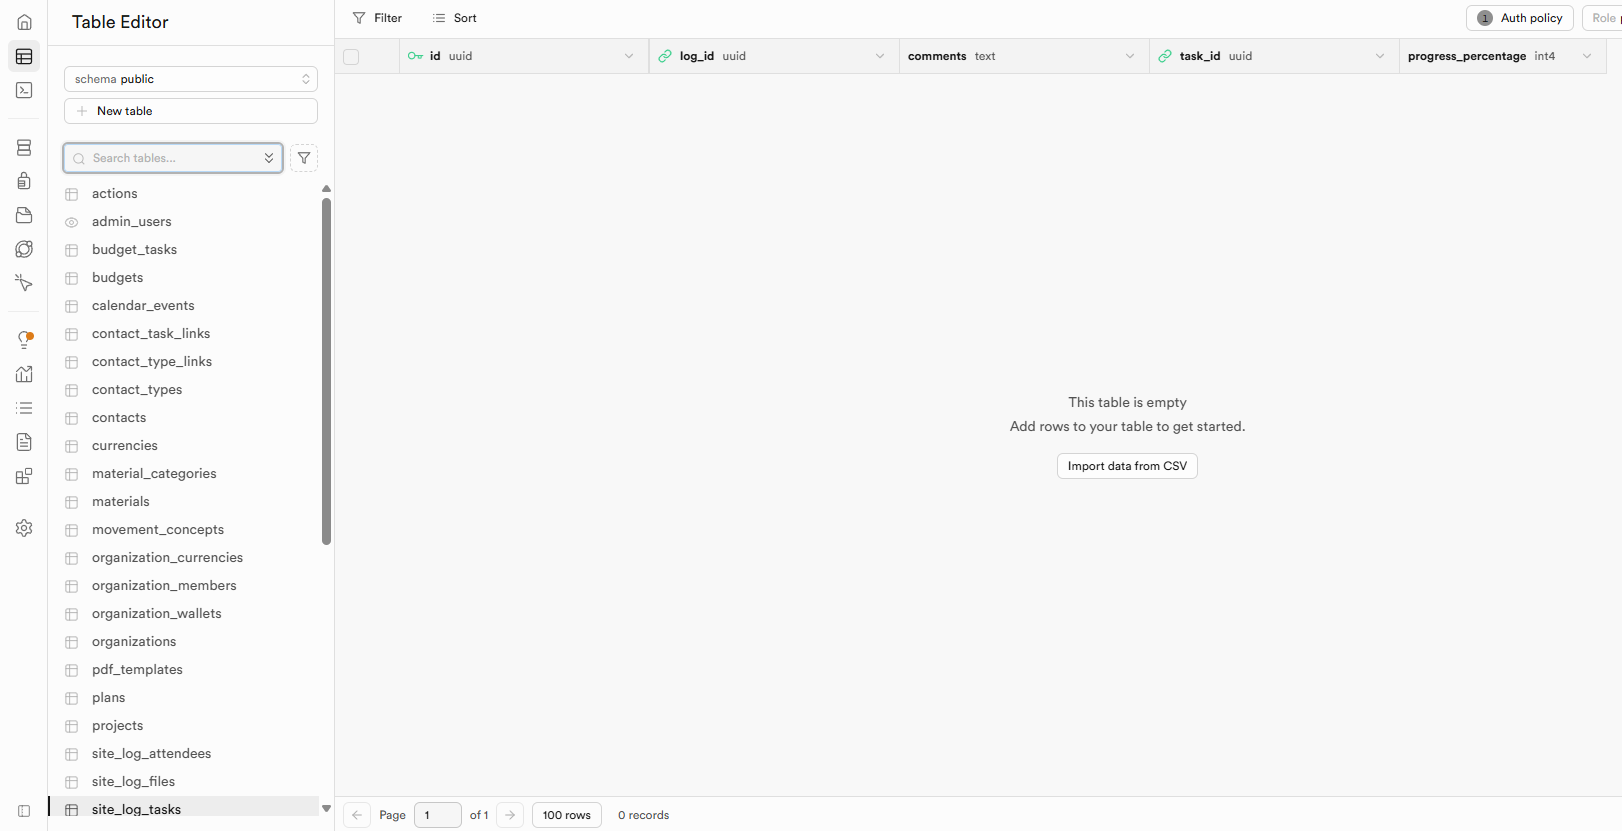 Table Editor
schema public
New table
Search tables...
actions
admin_users
budget_tasks
budgets
calendar_events
contact_task_links
contact_type_links
contact_types
contacts
currencies
material_categories
materials
movement_concepts
organization_currencies
organization_members
organization_wallets
organizations
pdf_templates
plans
projects
site_log_attendees
site_log_files
site_log_tasks
Filter Sort 1 Auth policy Role
id uuid log_id uuid comments text task_id uuid progress_percentage int4
This table is empty
Add rows to your table to get started.
Import data from CSV
Page 1 of 1 100 rows 0 records